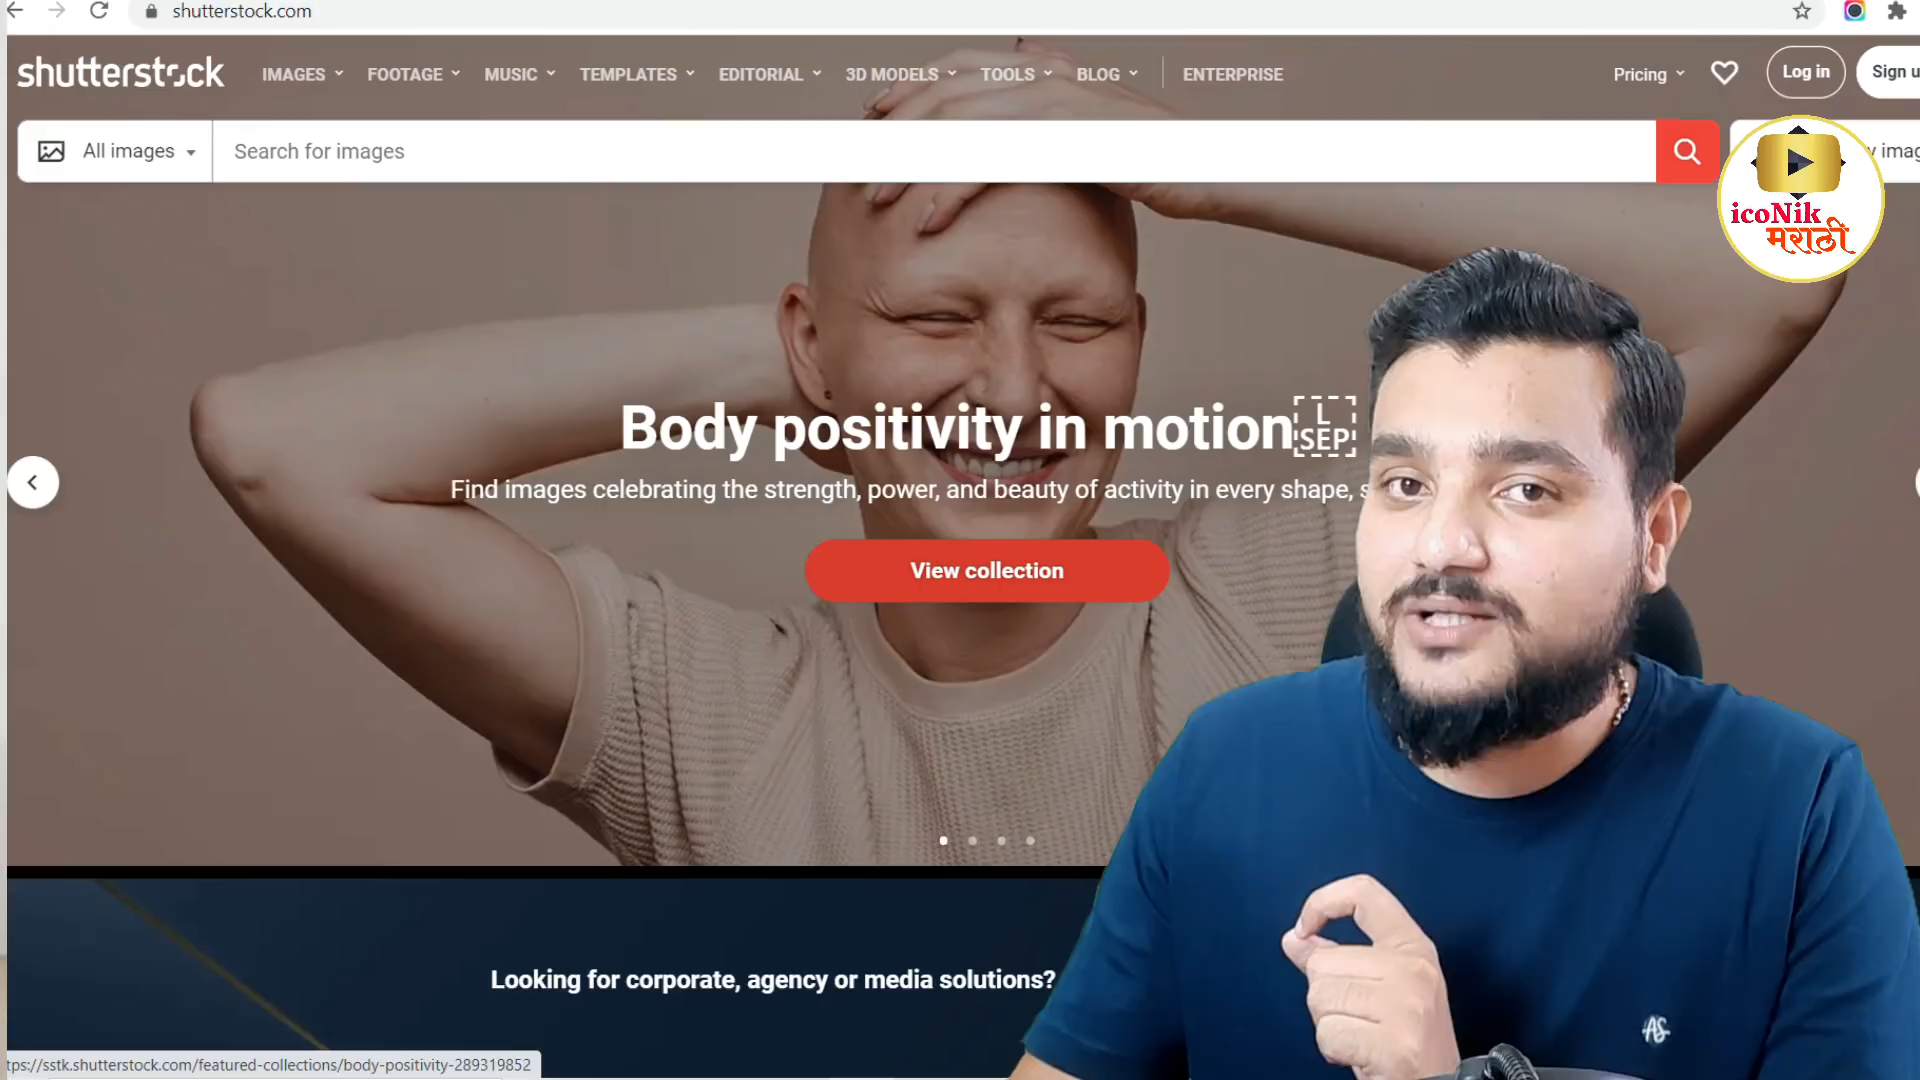 shutterstock.com
shutterstock IMAGES FOOTAGE MUSIC TEMPLATES EDITORIAL 3D MODELS TOOLS BLOG ENTERPRISE Pricing Log in Sign u
All images Search for images
icoNik
मराठी
Body positivity in motion
L
SEP
Find images celebrating the strength, power, and beauty of activity in every shape, s
View collection
Looking for corporate, agency or media solutions?
AS
tps://sstk.shutterstock.com/featured-collections/body-positivity-289319852